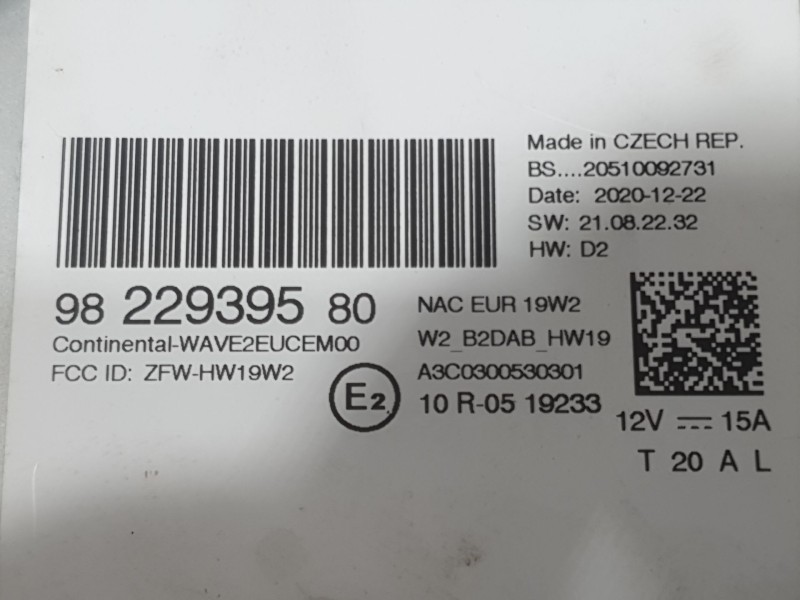 Made in CZECH REP.
BS....20510092731
Date: 2020-12-22
SW: 21.08.22.32
HW: D2
98 229395 80
Continental-WAVE2EUCEM00
FCC ID: ZFW-HW19W2
NAC EUR 19W2
W2_B2DAB_HW19
A3C0300530301
E2
10 R-05 19233
12V ⎓ 15A
T 20 A L